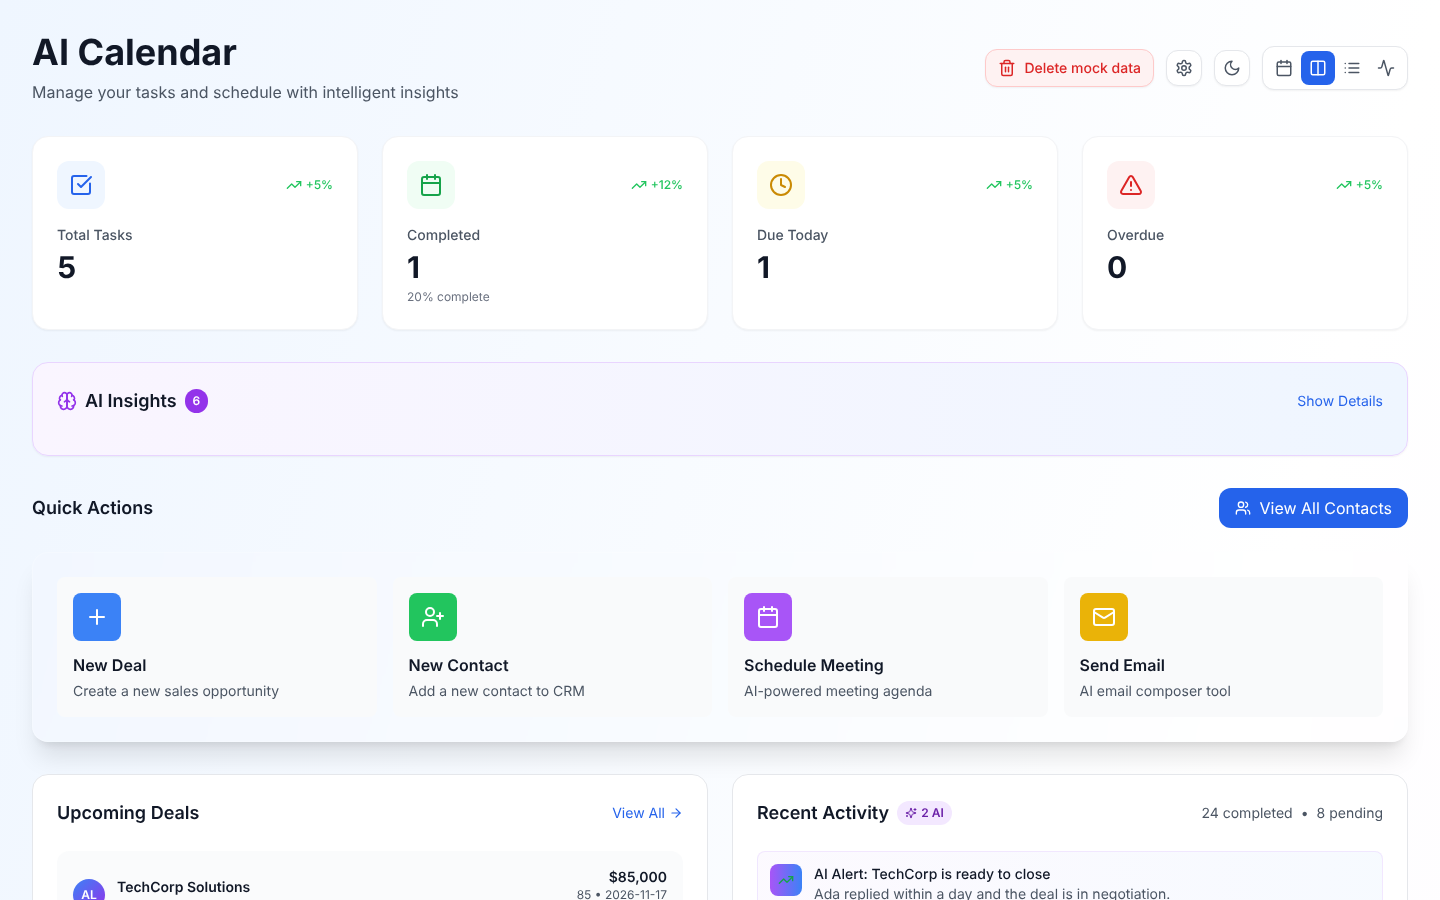 AI Calendar
Manage your tasks and schedule with intelligent insights
Delete mock data
+5%
Total Tasks
5
+12%
Completed
1
20% complete
+5%
Due Today
1
+5%
Overdue
0
AI Insights 6
Show Details
Quick Actions
View All Contacts
New Deal
Create a new sales opportunity
New Contact
Add a new contact to CRM
Schedule Meeting
AI-powered meeting agenda
Send Email
AI email composer tool
Upcoming Deals
View All
AL
TechCorp Solutions
$85,000
85 • 2026-11-17
Recent Activity
2 AI
24 completed • 8 pending
AI Alert: TechCorp is ready to close
Ada replied within a day and the deal is in negotiation.